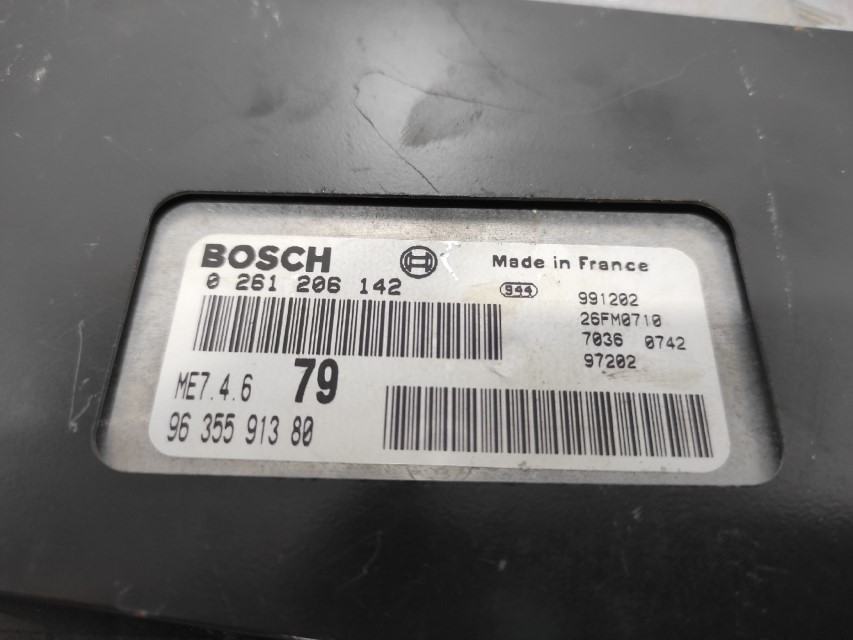 BOSCH
Made in France
0 261 206 142
944
991202
26FM0710
7036 0742
97202
ME7.4.6 79
96 355 913 80